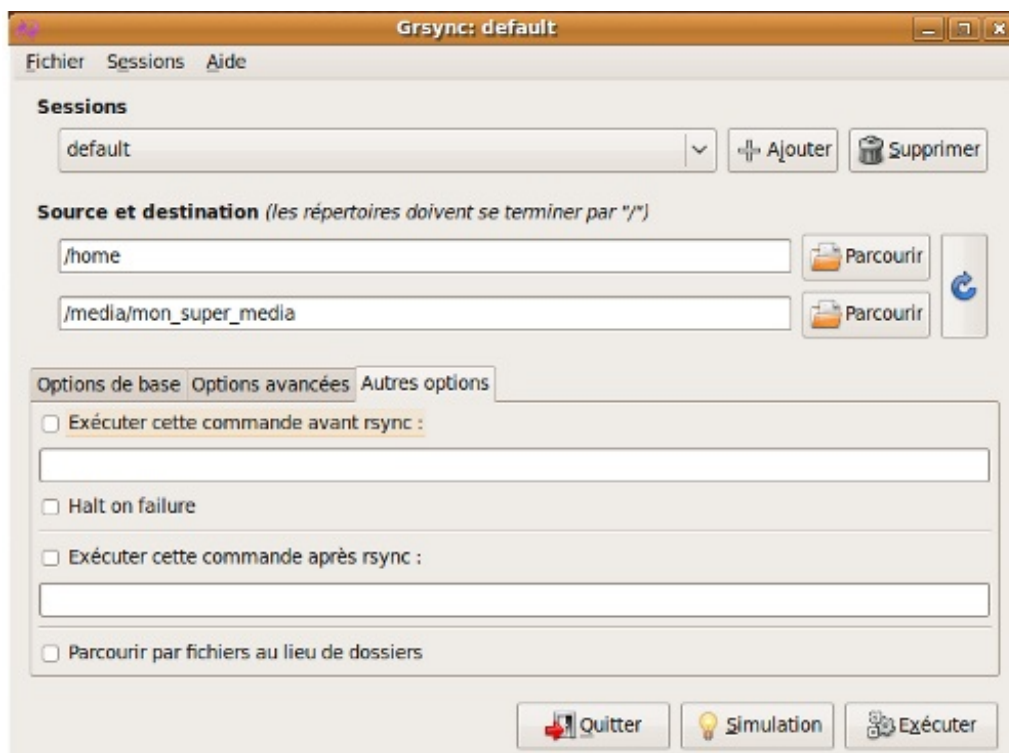 Grsync: default
Fichier Sessions Aide
Sessions
default Ajouter Supprimer
Source et destination (les répertoires doivent se terminer par "/")
/home Parcourir
/media/mon_super_media Parcourir
Options de base Options avancées Autres options
Exécuter cette commande avant rsync :
Halt on failure
Exécuter cette commande après rsync :
Parcourir par fichiers au lieu de dossiers
Quitter Simulation Exécuter